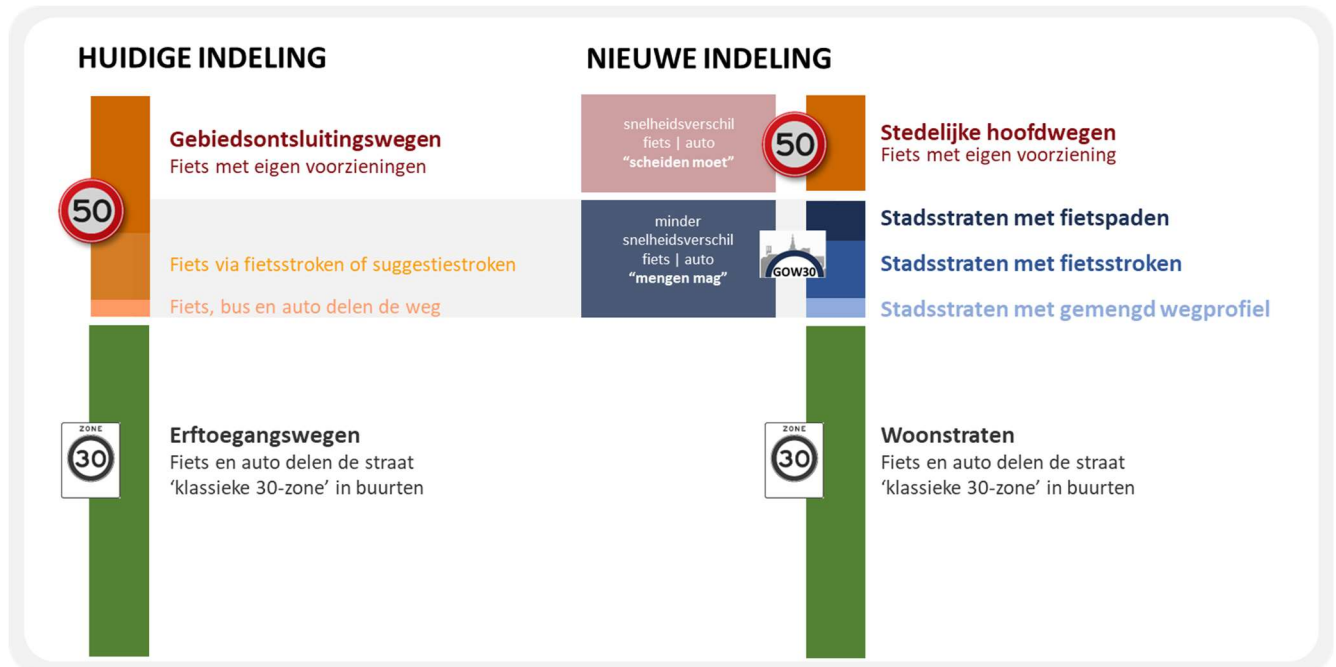 HUIDIGE INDELING
50
Gebiedsontsluitingswegen
Fiets met eigen voorzieningen
Fiets via fietsstroken of suggestiestroken
Fiets, bus en auto delen de weg
ZONE
30
Erftoegangswegen
Fiets en auto delen de straat
‘klassieke 30-zone’ in buurten
NIEUWE INDELING
snelheidsverschil
fiets | auto
“scheiden moet”
50
Stedelijke hoofdwegen
Fiets met eigen voorziening
minder
snelheidsverschil
fiets | auto
“mengen mag”
GOW30
Stadsstraten met fietspaden
Stadsstraten met fietsstroken
Stadsstraten met gemengd wegprofiel
ZONE
30
Woonstraten
Fiets en auto delen de straat
‘klassieke 30-zone’ in buurten